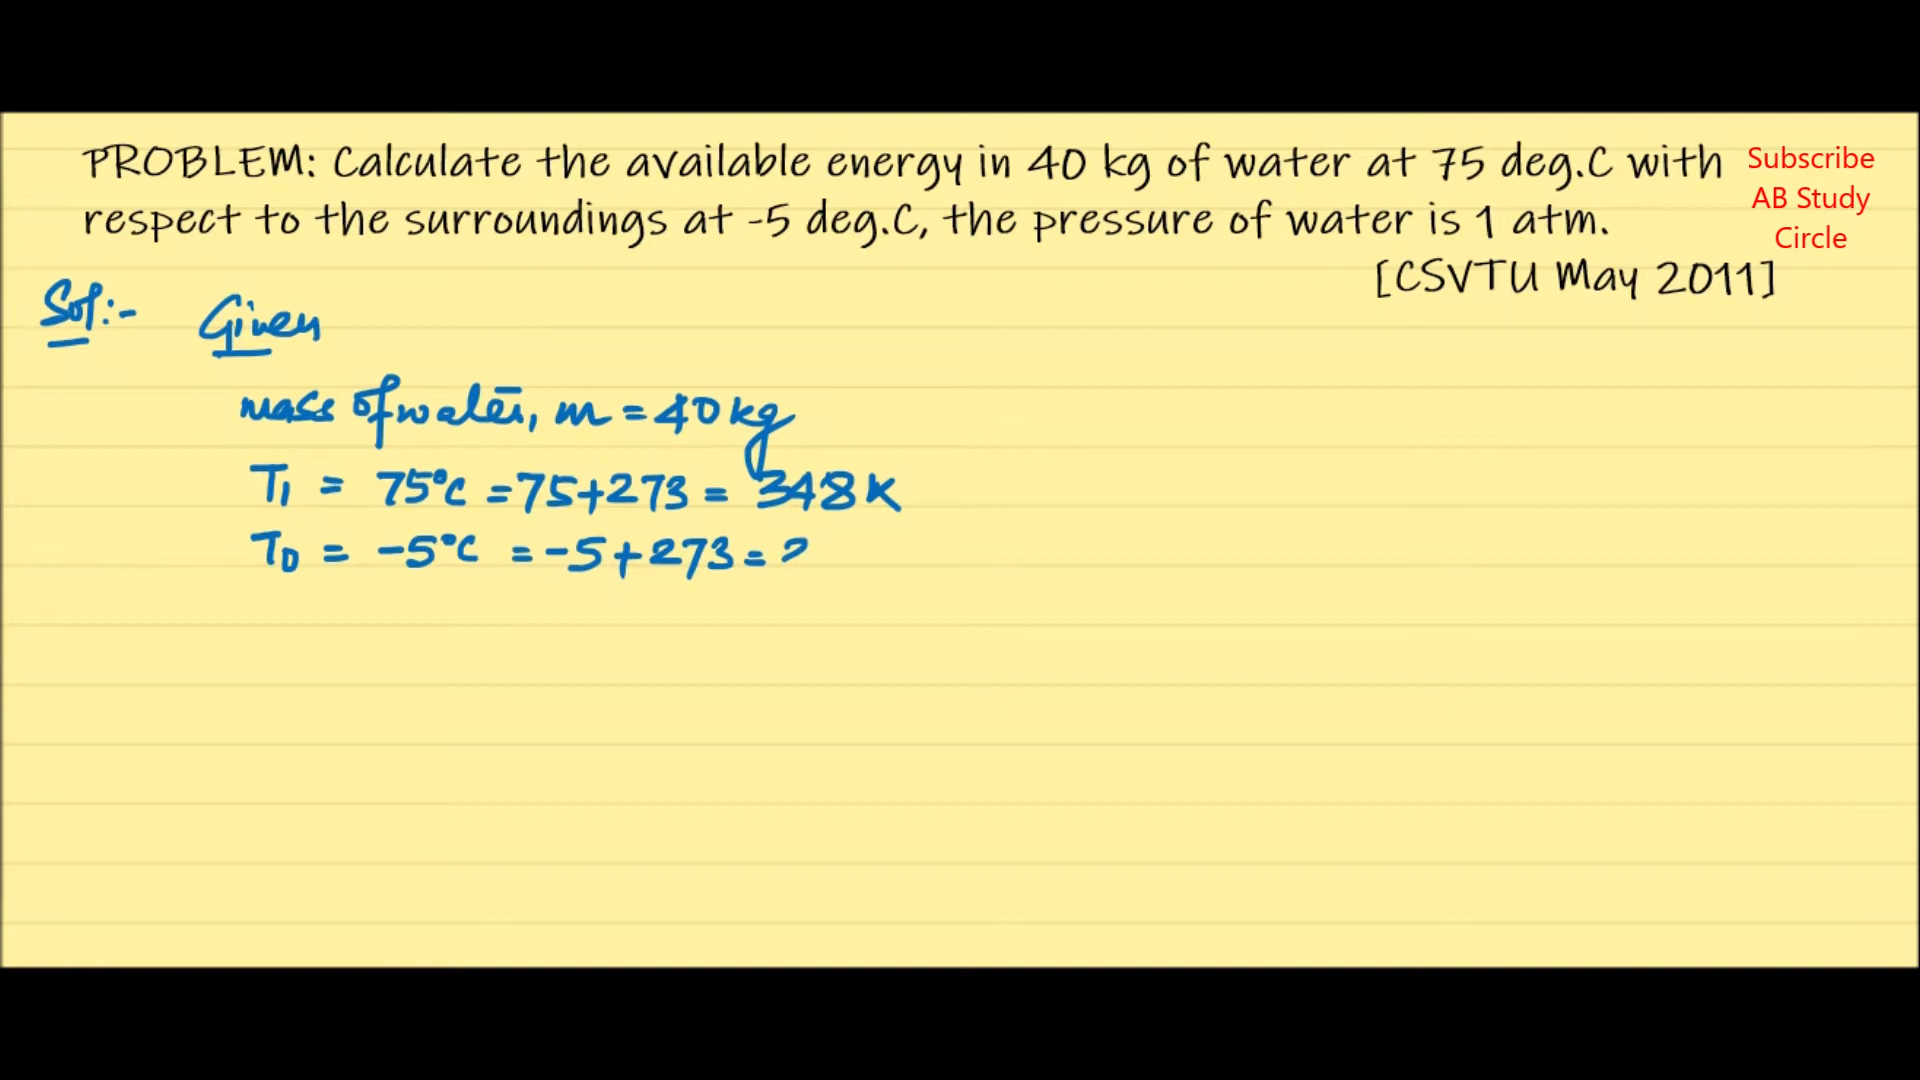 PROBLEM: Calculate the available energy in 40 kg of water at 75 deg.C with
respect to the surroundings at -5 deg.C, the pressure of water is 1 atm.
[CSVTU May 2011]
Subscribe
AB Study
Circle
Sol:- Given
mass of water, m = 40 kg
T₁ = 75°C = 75+273 = 348 K
T₀ = -5°C = -5+273 = 2